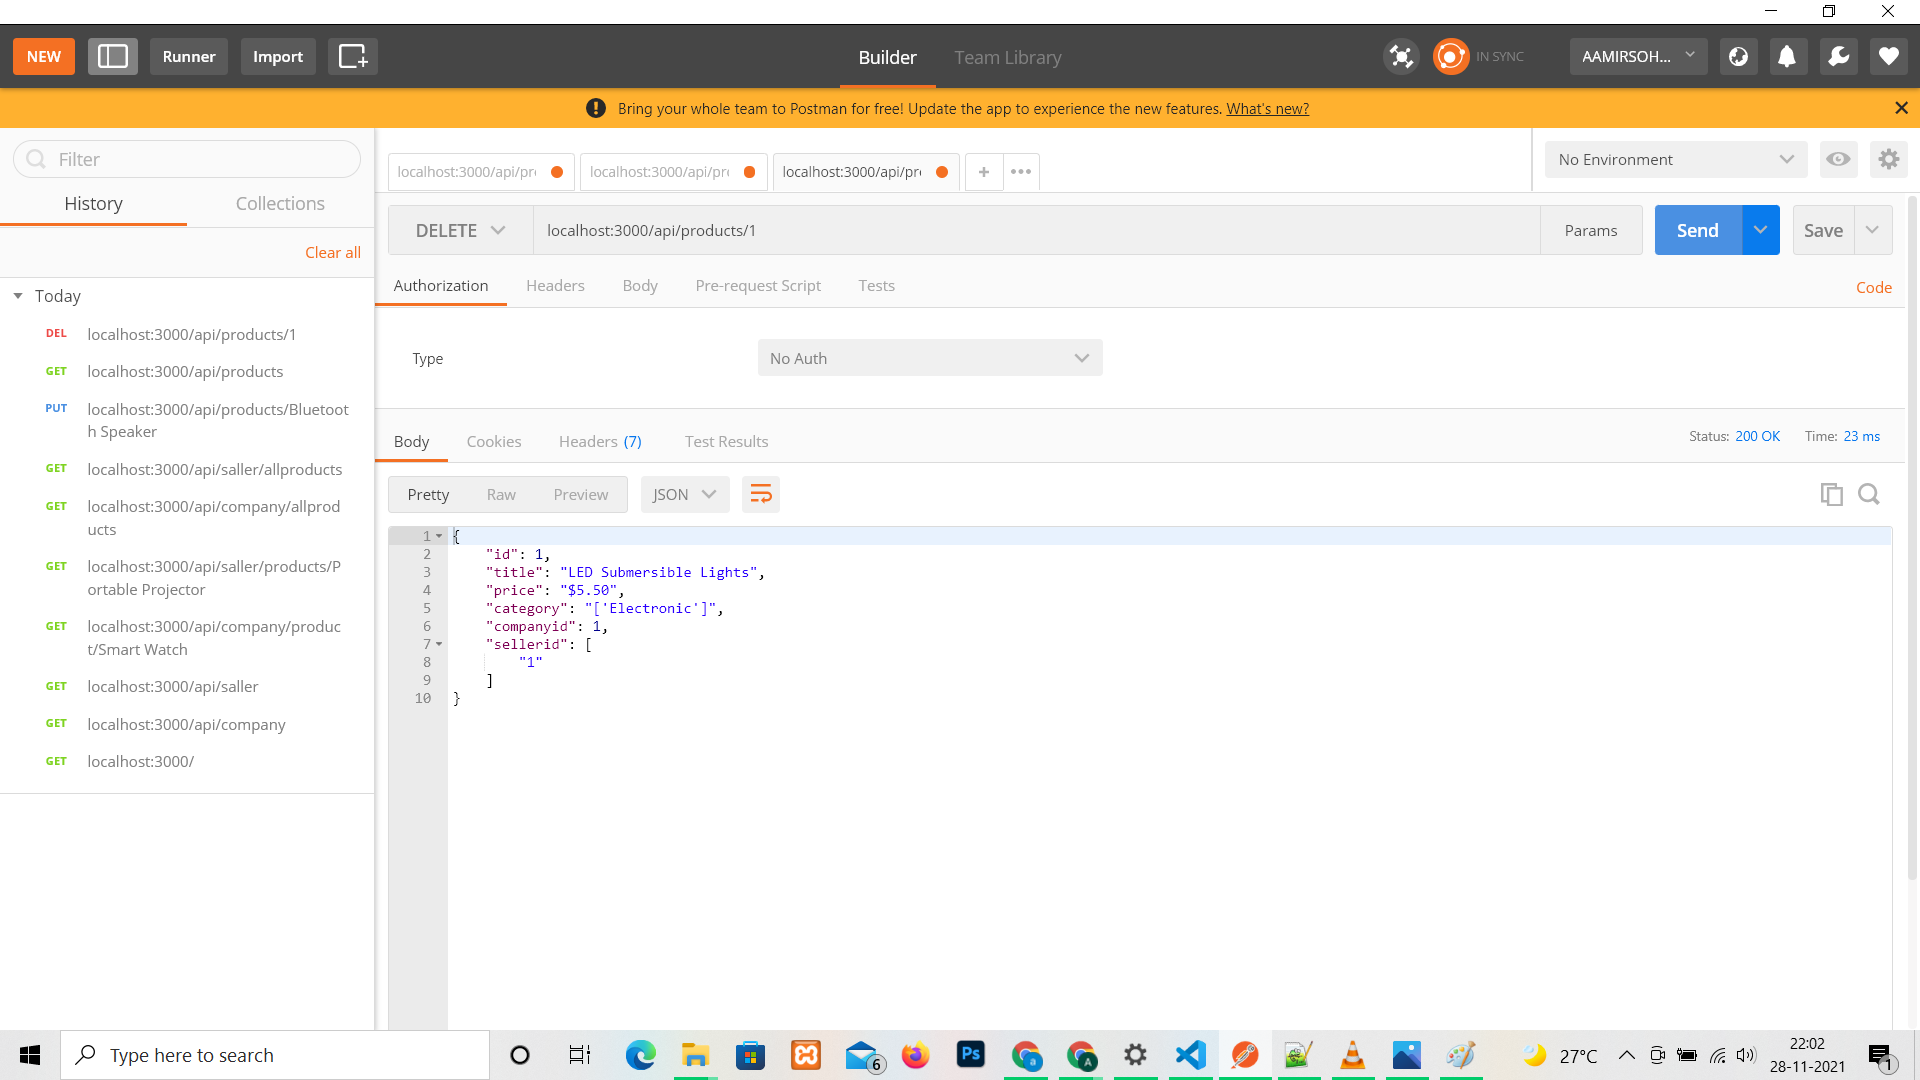 NEW
Runner
Import
Builder
Team Library
IN SYNC
AAMIRSOH...
Bring your whole team to Postman for free! Update the app to experience the new features. What's new?
Filter
History
Collections
Clear all
Today
DEL localhost:3000/api/products/1
GET localhost:3000/api/products
PUT localhost:3000/api/products/Bluetoot
h Speaker
GET localhost:3000/api/saller/allproducts
GET localhost:3000/api/company/allprod
ucts
GET localhost:3000/api/saller/products/P
ortable Projector
GET localhost:3000/api/company/produc
t/Smart Watch
GET localhost:3000/api/saller
GET localhost:3000/api/company
GET localhost:3000/
localhost:3000/api/pr
localhost:3000/api/pr
localhost:3000/api/pr
No Environment
DELETE
localhost:3000/api/products/1
Params
Send
Save
Authorization
Headers
Body
Pre-request Script
Tests
Code
Type
No Auth
Body
Cookies
Headers (7)
Test Results
Status: 200 OK
Time: 23 ms
Pretty
Raw
Preview
JSON
1 {
2 "id": 1,
3 "title": "LED Submersible Lights",
4 "price": "$5.50",
5 "category": "['Electronic']",
6 "companyid": 1,
7 "sellerid": [
8 "1"
9 ]
10 }
Type here to search
6
Ps
a
A
27°C
22:02
28-11-2021
1